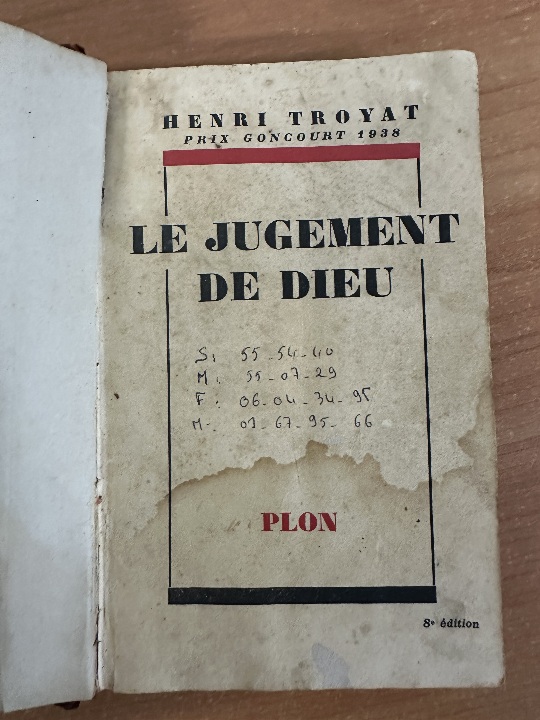 HENRI TROYAT
PRIX GONCOURT 1938
LE JUGEMENT
DE DIEU
S: 55-54-40
M: 55-07-29
F: 06-04-34-95
M: 07-67-95-66
PLON
8e édition